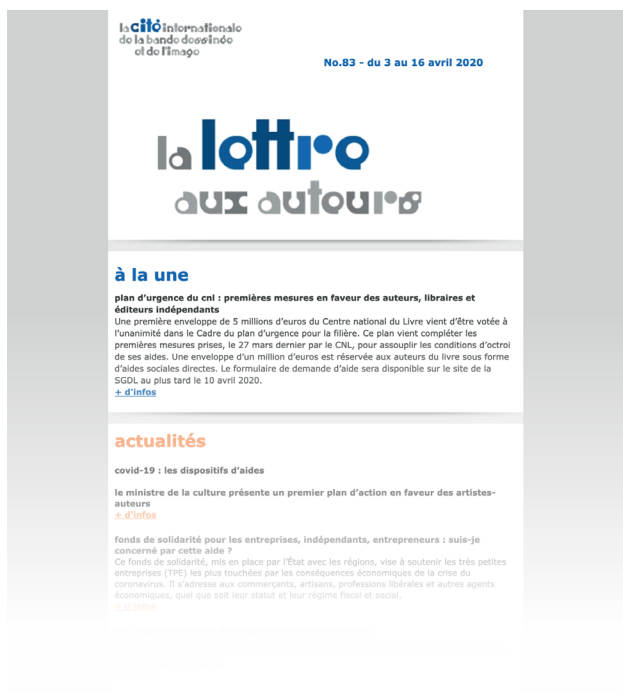 la cité internationale
de la bande dessinée
et de l'image
No.83 - du 3 au 16 avril 2020
la lettre
aux auteurs
à la une
plan d'urgence du cnl : premières mesures en faveur des auteurs, libraires et
éditeurs indépendants
Une première enveloppe de 5 millions d'euros du Centre national du Livre vient d'être votée à
l'unanimité dans le Cadre du plan d'urgence pour la filière. Ce plan vient compléter les
premières mesures prises, le 27 mars dernier par le CNL, pour assouplir les conditions d'octroi
de ses aides. Une enveloppe d'un million d'euros est réservée aux auteurs du livre sous forme
d'aides sociales directes. Le formulaire de demande d'aide sera disponible sur le site de la
SGDL au plus tard le 10 avril 2020.
+ d'infos
actualités
covid-19 : les dispositifs d'aides
le ministre de la culture présente un premier plan d'action en faveur des artistes-
auteurs
+ d'infos
fonds de solidarité pour les entreprises, indépendants, entrepreneurs : suis-je
concerné par cette aide ?
Ce fonds de solidarité, mis en place par l'État avec les régions, vise à soutenir les très petites
entreprises (TPE) les plus touchées par les conséquences économiques de la crise du
coronavirus. Il s'adresse aux commerçants, artisans, professions libérales et autres agents
économiques, quel que soit leur statut et leur régime fiscal et social.
+ d'infos